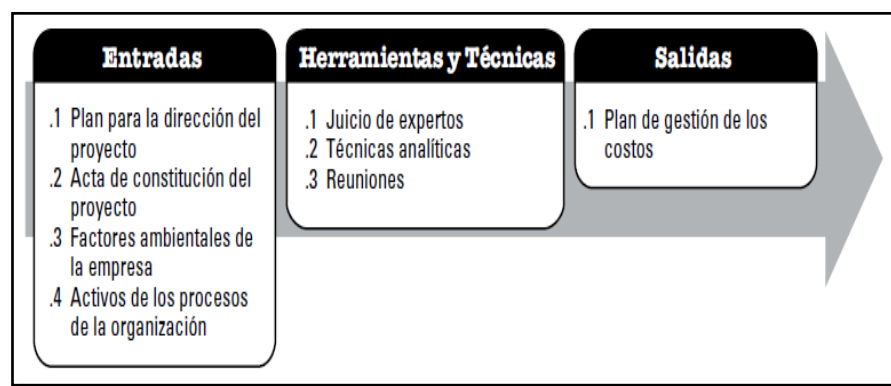 Entradas
.1 Plan para la dirección del
proyecto
.2 Acta de constitución del
proyecto
.3 Factores ambientales de
la empresa
.4 Activos de los procesos
de la organización
Herramientas y Técnicas
.1 Juicio de expertos
.2 Técnicas analíticas
.3 Reuniones
Salidas
.1 Plan de gestión de los
costos